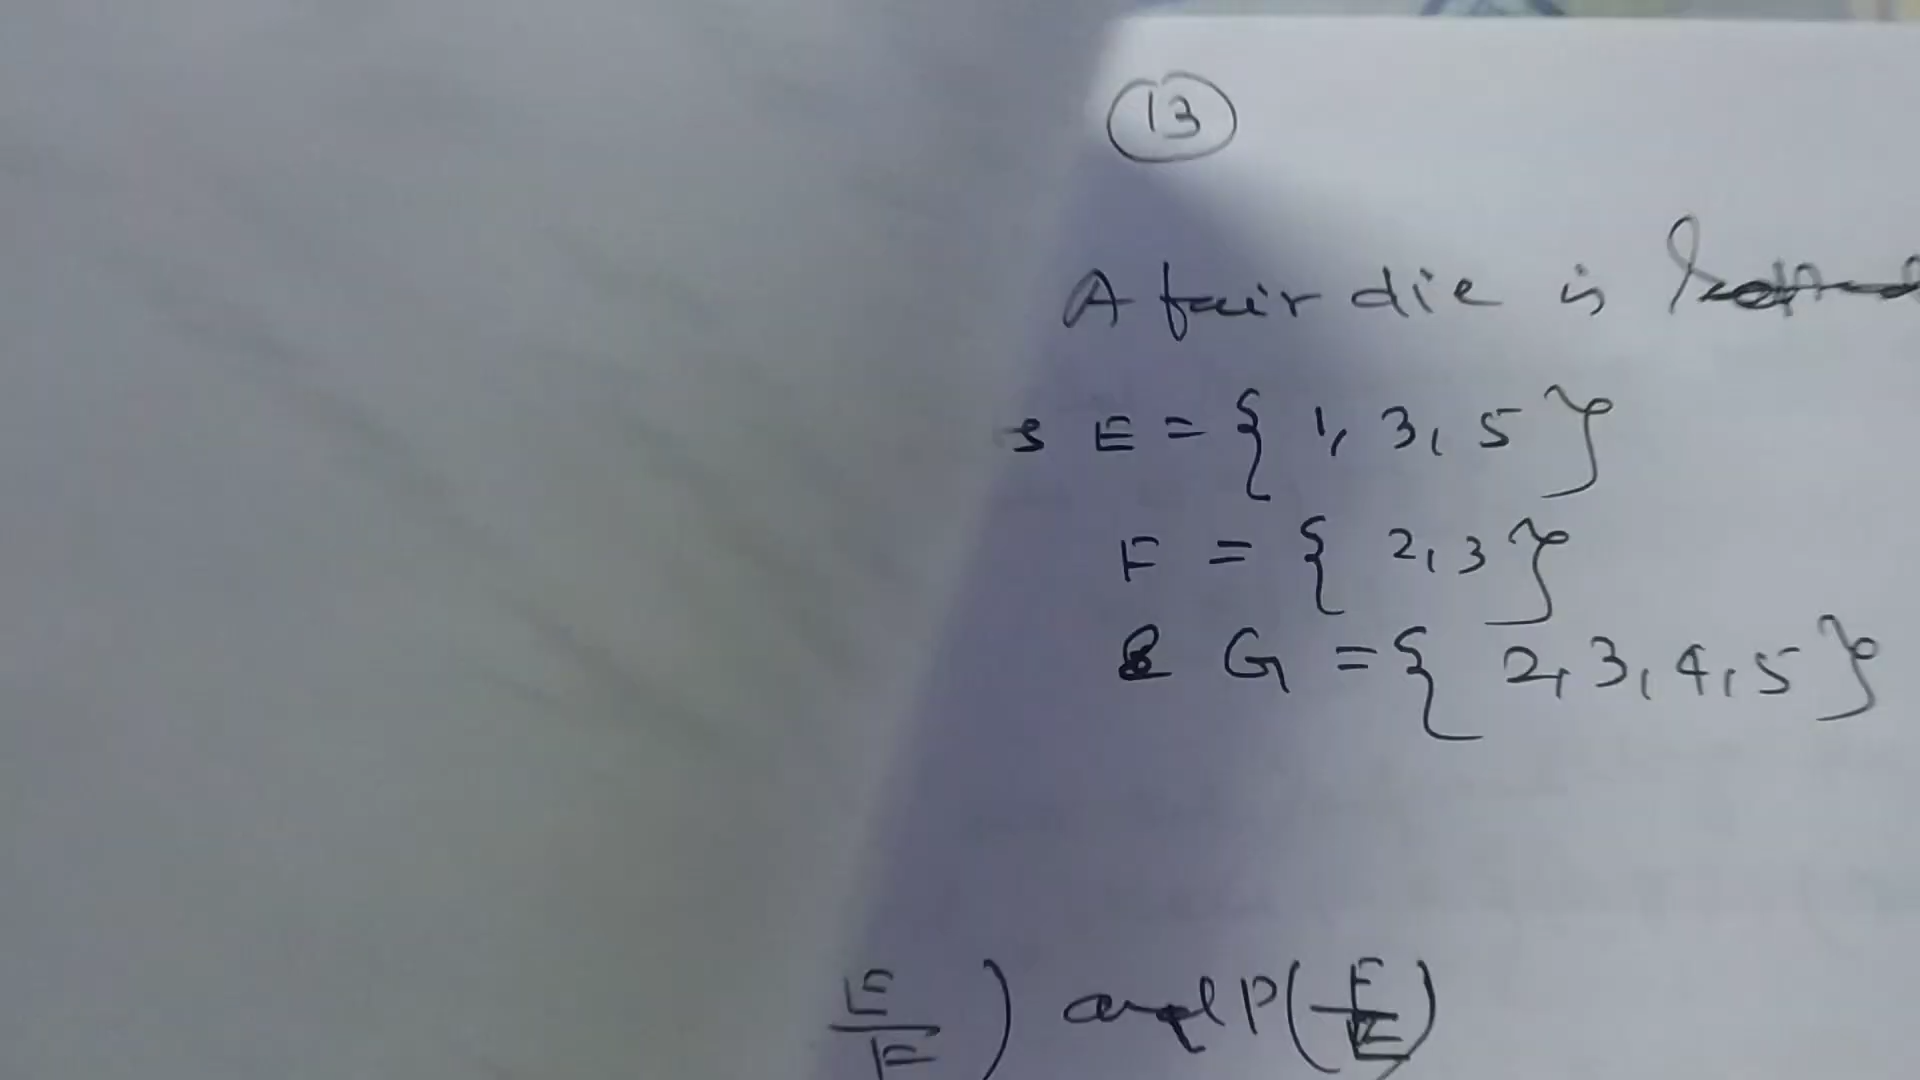 13
A fair die is
E = { 1, 3, 5 }
F = { 2, 3 }
& G = { 2, 3, 4, 5 }
E/F ) and P(F/E)